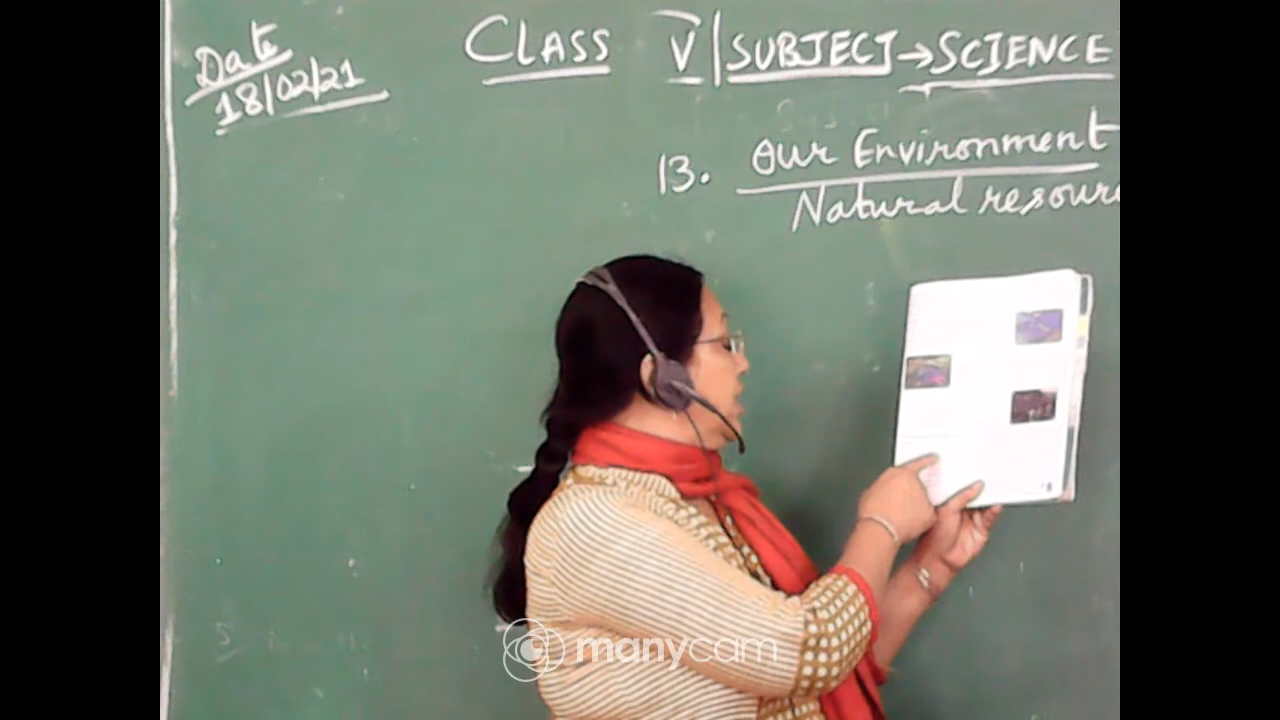 Date
18/02/21
CLASS V | SUBJECT → SCIENCE
13. Our Environment
Natural resour
manycam